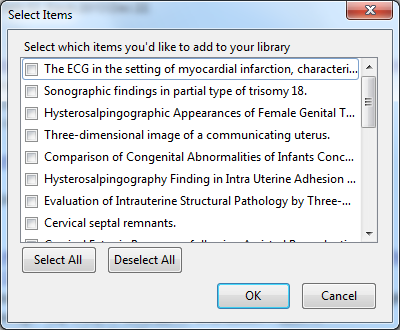 Select Items
Select which items you'd like to add to your library
The ECG in the setting of myocardial infarction, characteri...
Sonographic findings in partial type of trisomy 18.
Hysterosalpingographic Appearances of Female Genital T...
Three-dimensional image of a communicating uterus.
Comparison of Congenital Abnormalities of Infants Conc...
Hysterosalpingography Finding in Intra Uterine Adhesion ...
Evaluation of Intrauterine Structural Pathology by Three-...
Cervical septal remnants.
Select All
Deselect All
OK
Cancel